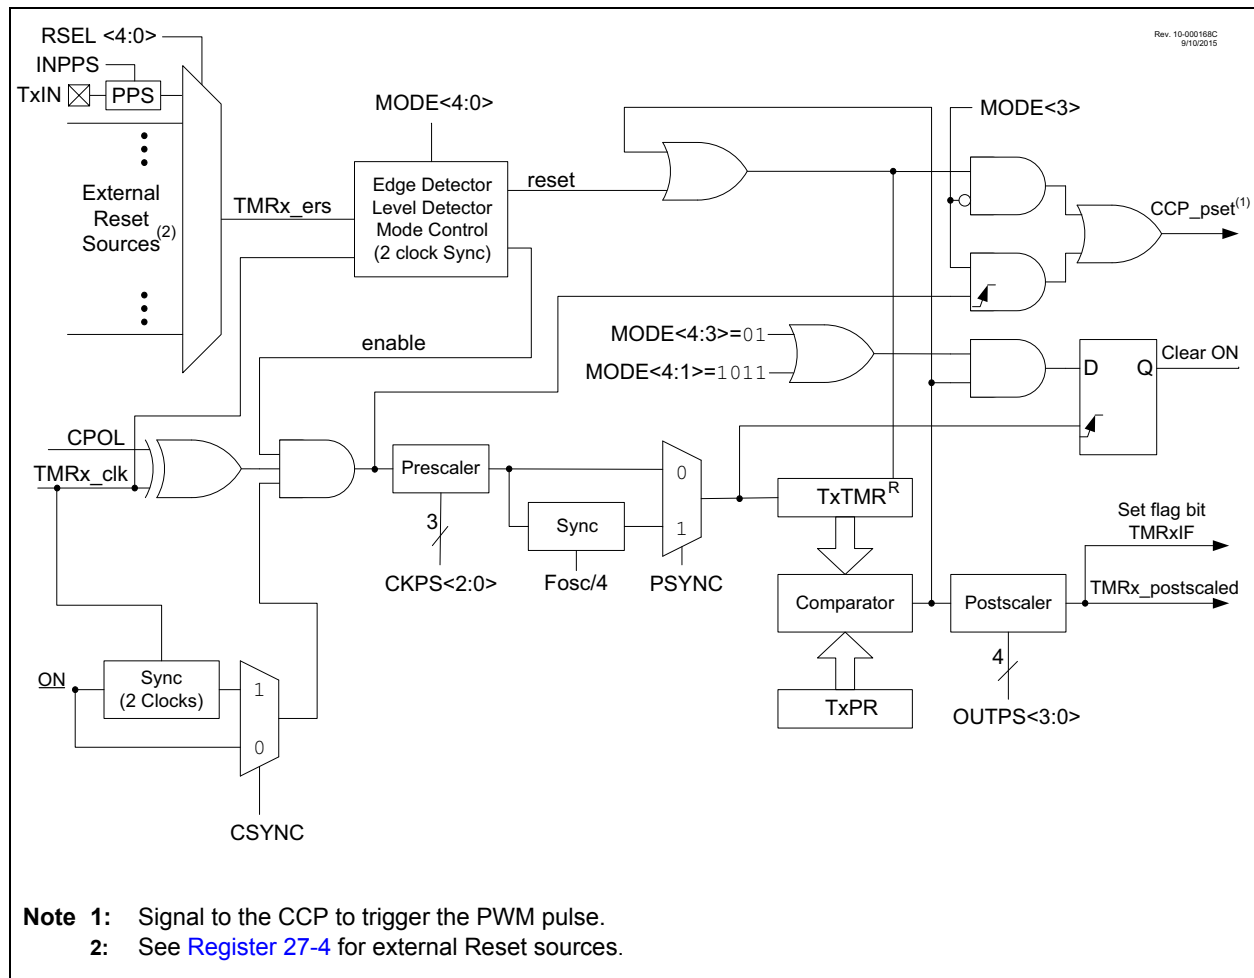 Rev. 10-000168C
9/10/2015
RSEL <4:0>
INPPS
TxIN
PPS
MODE<4:0>
MODE<3>
External
Reset
Sources(2)
TMRx_ers
Edge Detector
Level Detector
Mode Control
(2 clock Sync)
reset
CCP_pset(1)
enable
MODE<4:3>=01
MODE<4:1>=1011
D
Q
Clear ON
CPOL
TMRx_clk
Prescaler
3
CKPS<2:0>
Sync
Fosc/4
0
1
PSYNC
TxTMR
R
Set flag bit
TMRxIF
Comparator
Postscaler
TMRx_postscaled
4
OUTPS<3:0>
TxPR
ON
Sync
(2 Clocks)
1
0
CSYNC
Note 1: Signal to the CCP to trigger the PWM pulse.
2: See Register 27-4 for external Reset sources.